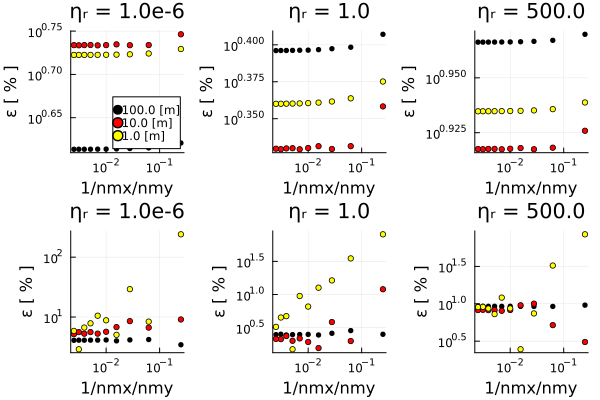 ηᵣ = 1.0e-6
ηᵣ = 1.0
ηᵣ = 500.0
ε [ % ]
10^0.75
10^0.70
10^0.65
100.0 [m]
10.0 [m]
1.0 [m]
10^-2
10^-1
1/nmx/nmy
ε [ % ]
10^0.400
10^0.375
10^0.350
10^-2
10^-1
1/nmx/nmy
ε [ % ]
10^0.950
10^0.925
10^-2
10^-1
1/nmx/nmy
ηᵣ = 1.0e-6
ηᵣ = 1.0
ηᵣ = 500.0
ε [ % ]
10^2
10^1
10^-2
10^-1
1/nmx/nmy
ε [ % ]
10^1.5
10^1.0
10^0.5
10^-2
10^-1
1/nmx/nmy
ε [ % ]
10^1.5
10^1.0
10^0.5
10^-2
10^-1
1/nmx/nmy